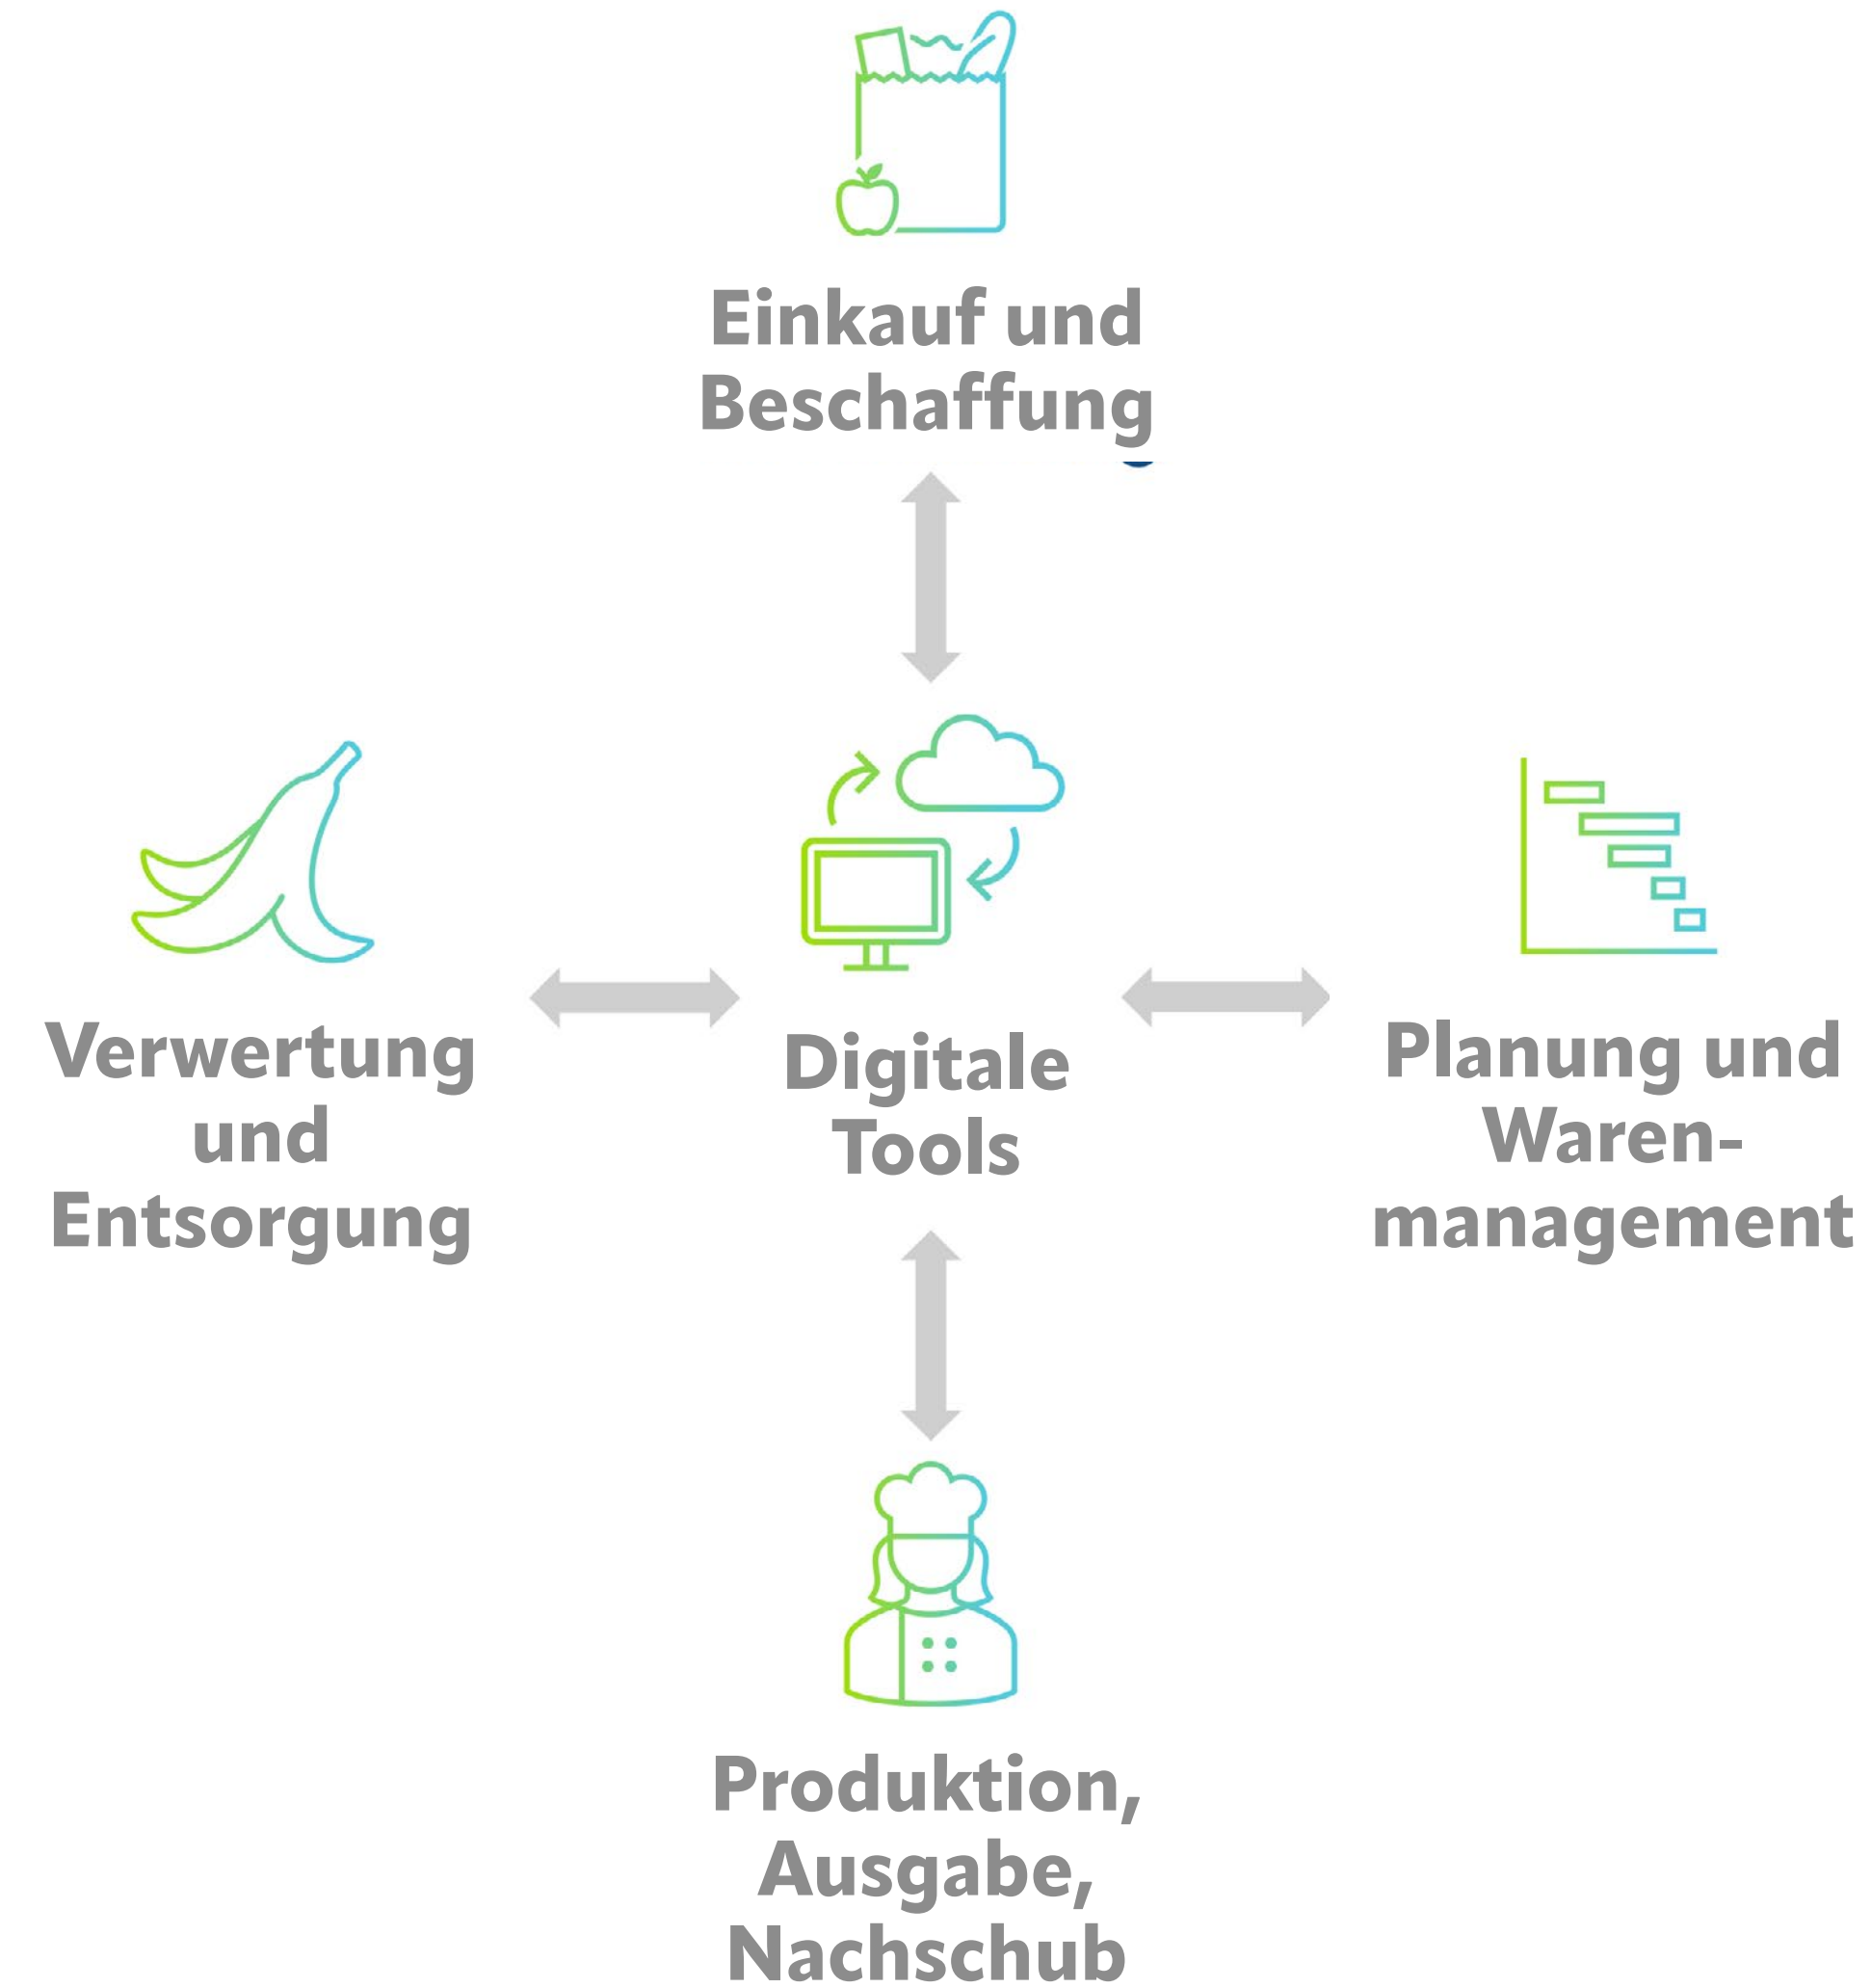 Einkauf und
Beschaffung
Verwertung
und
Entsorgung
Digitale
Tools
Planung und
Waren-
management
Produktion,
Ausgabe,
Nachschub